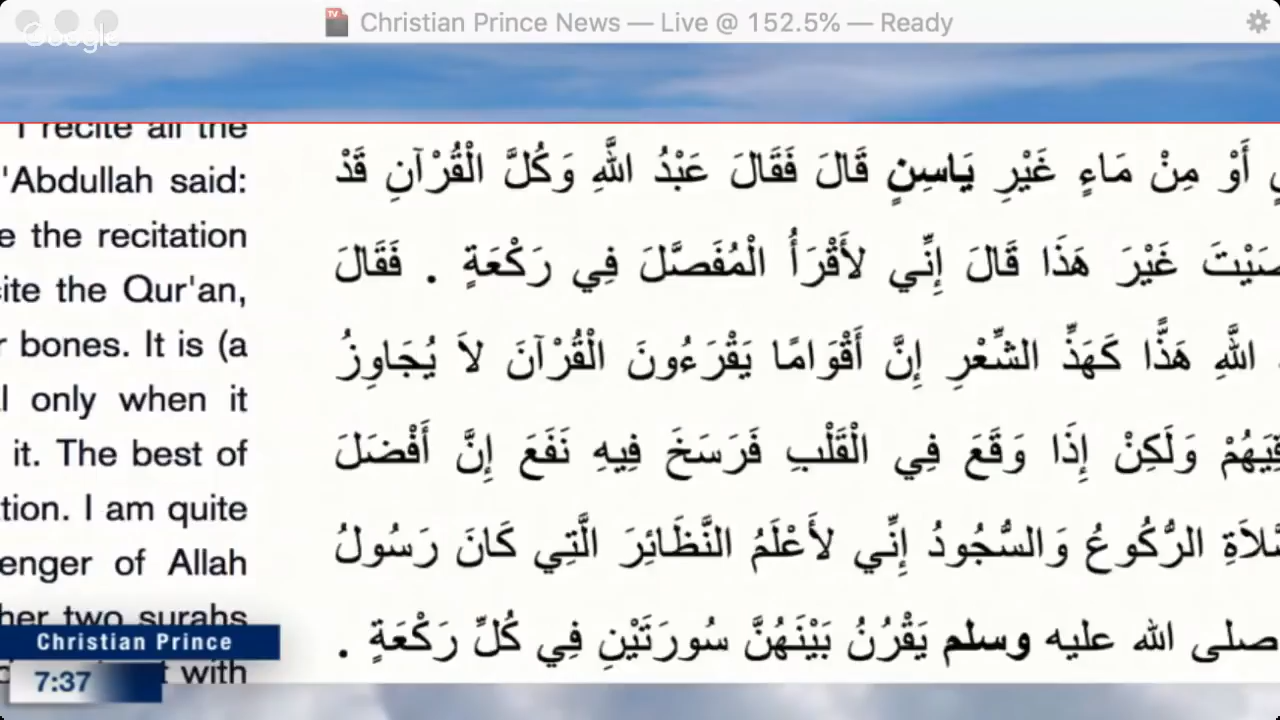 Christian Prince News — Live @ 152.5% — Ready
Google
I recite all the
'Abdullah said:
e the recitation
cite the Qur'an,
r bones. It is (a
l only when it
it. The best of
tion. I am quite
enger of Allah
her two surahs
with
أَوْ مِنْ مَاءٍ غَيْرِ يَاسِنٍ قَالَ فَقَالَ عَبْدُ اللَّهِ وَكُلَّ الْقُرْآنِ قَدْ
صَيْتَ غَيْرَ هَذَا قَالَ إِنِّي لأَقْرَأُ الْمُفَصَّلَ فِي رَكْعَةٍ . فَقَالَ
اللَّهِ هَذًّا كَهَذِّ الشِّعْرِ إِنَّ أَقْوَامًا يَقْرَءُونَ الْقُرْآنَ لاَ يُجَاوِزُ
قِيَهُمْ وَلَكِنْ إِذَا وَقَعَ فِي الْقَلْبِ فَرَسَخَ فِيهِ نَفَعَ إِنَّ أَفْضَلَ
صَّلاَةِ الرُّكُوعُ وَالسُّجُودُ إِنِّي لأَعْلَمُ النَّظَائِرَ الَّتِي كَانَ رَسُولُ
صلى الله عليه وسلم يَقْرُنُ بَيْنَهُنَّ سُورَتَيْنِ فِي كُلِّ رَكْعَةٍ .
Christian Prince
7:37